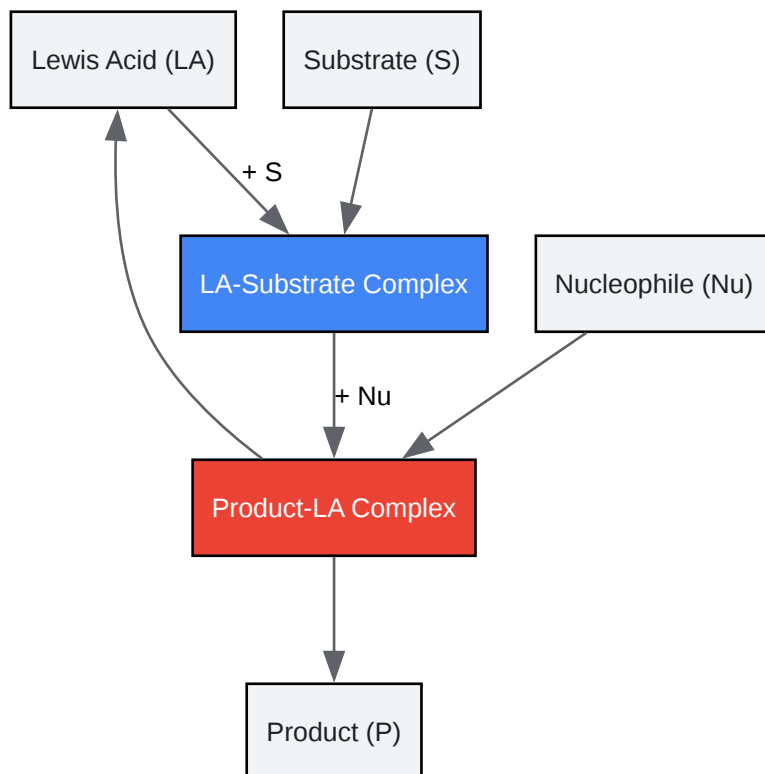 Lewis Acid (LA)
Substrate (S)
+ S
LA-Substrate Complex
Nucleophile (Nu)
+ Nu
Product-LA Complex
Product (P)